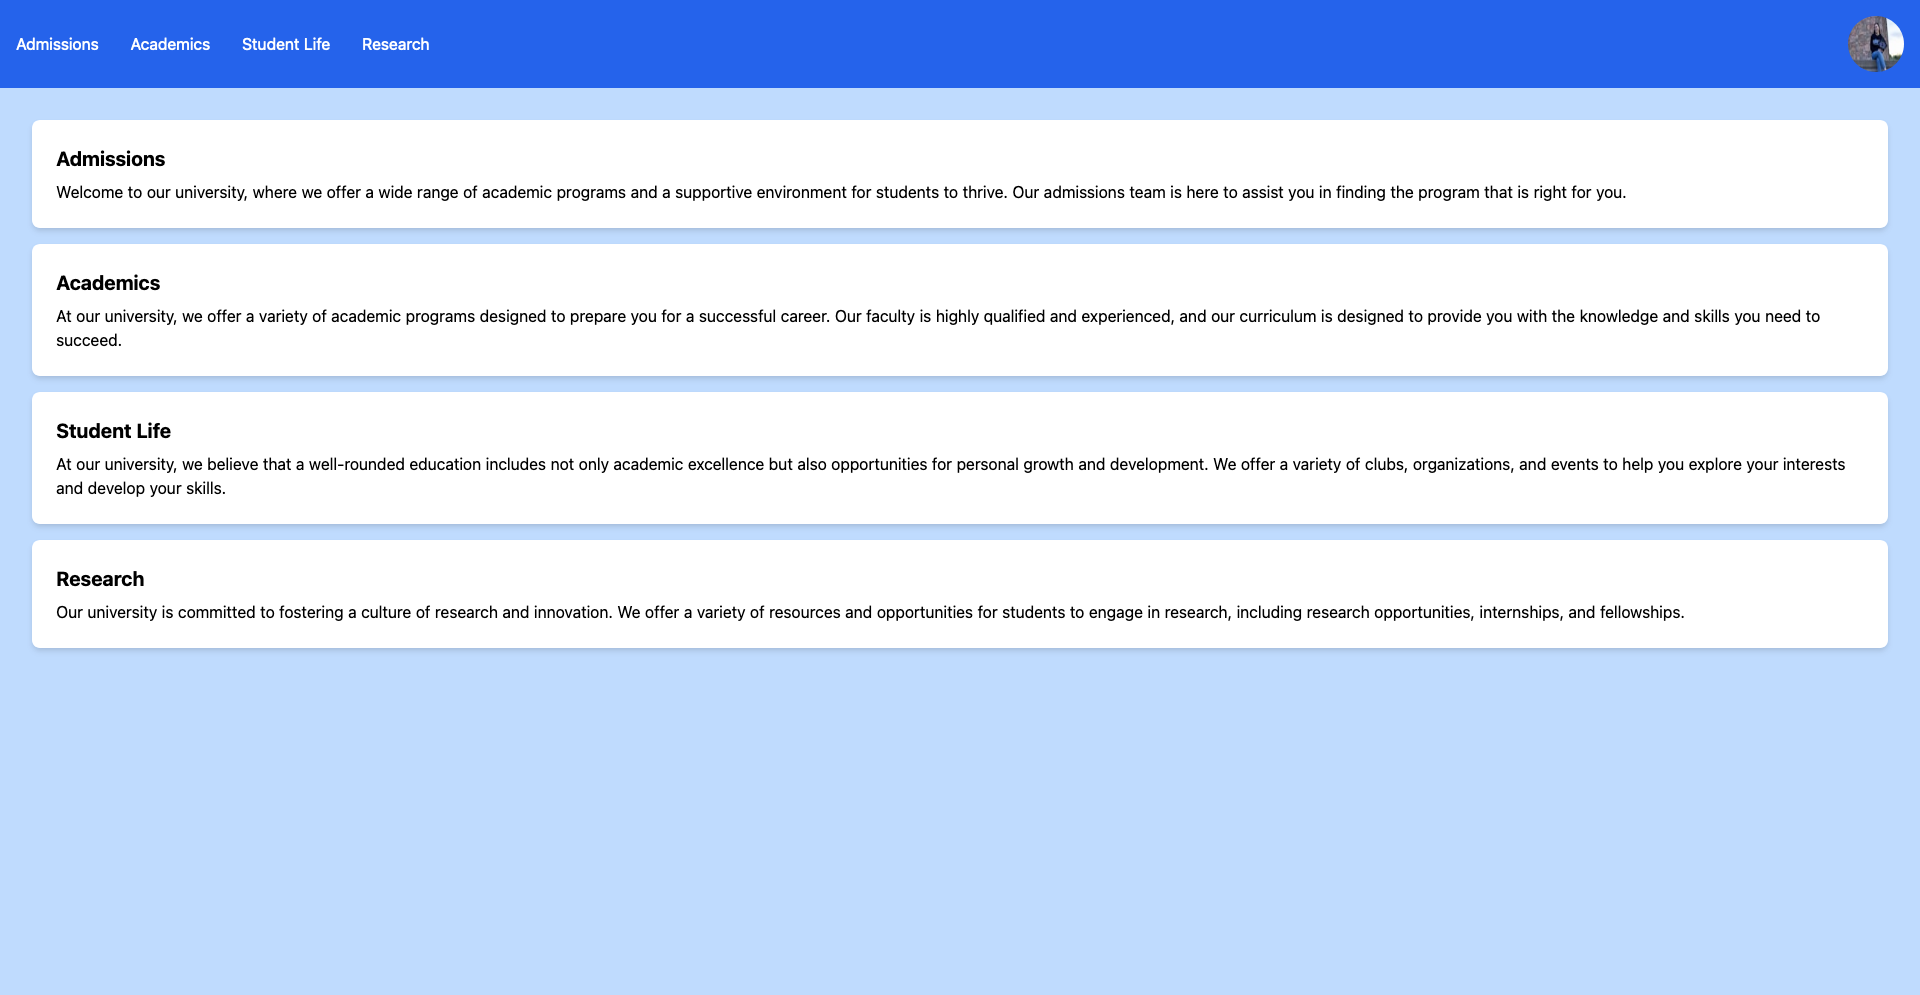 Admissions Academics Student Life Research
Admissions
Welcome to our university, where we offer a wide range of academic programs and a supportive environment for students to thrive. Our admissions team is here to assist you in finding the program that is right for you.
Academics
At our university, we offer a variety of academic programs designed to prepare you for a successful career. Our faculty is highly qualified and experienced, and our curriculum is designed to provide you with the knowledge and skills you need to
succeed.
Student Life
At our university, we believe that a well-rounded education includes not only academic excellence but also opportunities for personal growth and development. We offer a variety of clubs, organizations, and events to help you explore your interests
and develop your skills.
Research
Our university is committed to fostering a culture of research and innovation. We offer a variety of resources and opportunities for students to engage in research, including research opportunities, internships, and fellowships.